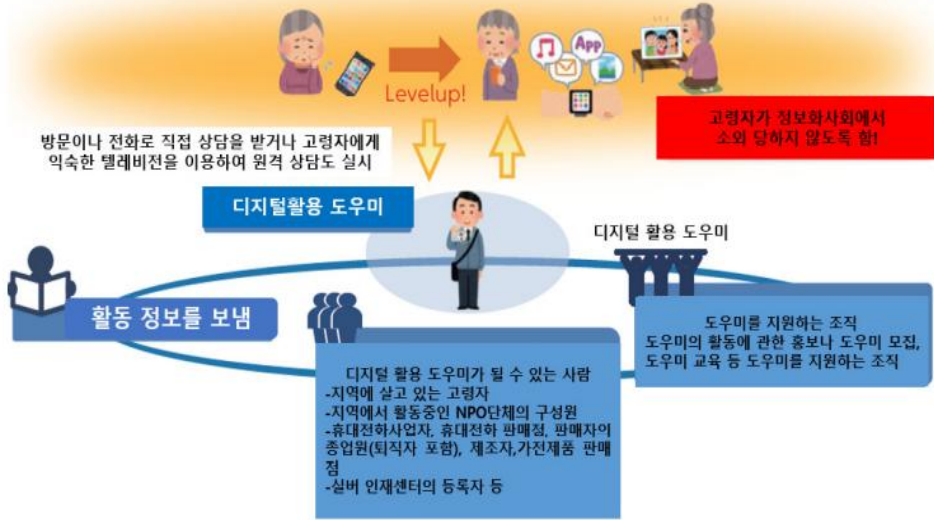 App
Levelup!
고령자가 정보화사회에서
소외 당하지 않도록 함!
방문이나 전화로 직접 상담을 받거나 고령자에게
익숙한 텔레비전을 이용하여 원격 상담도 실시
디지털활용 도우미
디지털 활용 도우미
활동 정보를 보냄
도우미를 지원하는 조직
도우미의 활동에 관한 홍보나 도우미 모집,
도우미 교육 등 도우미를 지원하는 조직
디지털 활용 도우미가 될 수 있는 사람
-지역에 살고 있는 고령자
-지역에서 활동중인 NPO단체의 구성원
-휴대전화사업자, 휴대전화 판매점, 판매자의
종업원(퇴직자 포함), 제조자,가전제품 판매
점
-실버 인재센터의 등록자 등